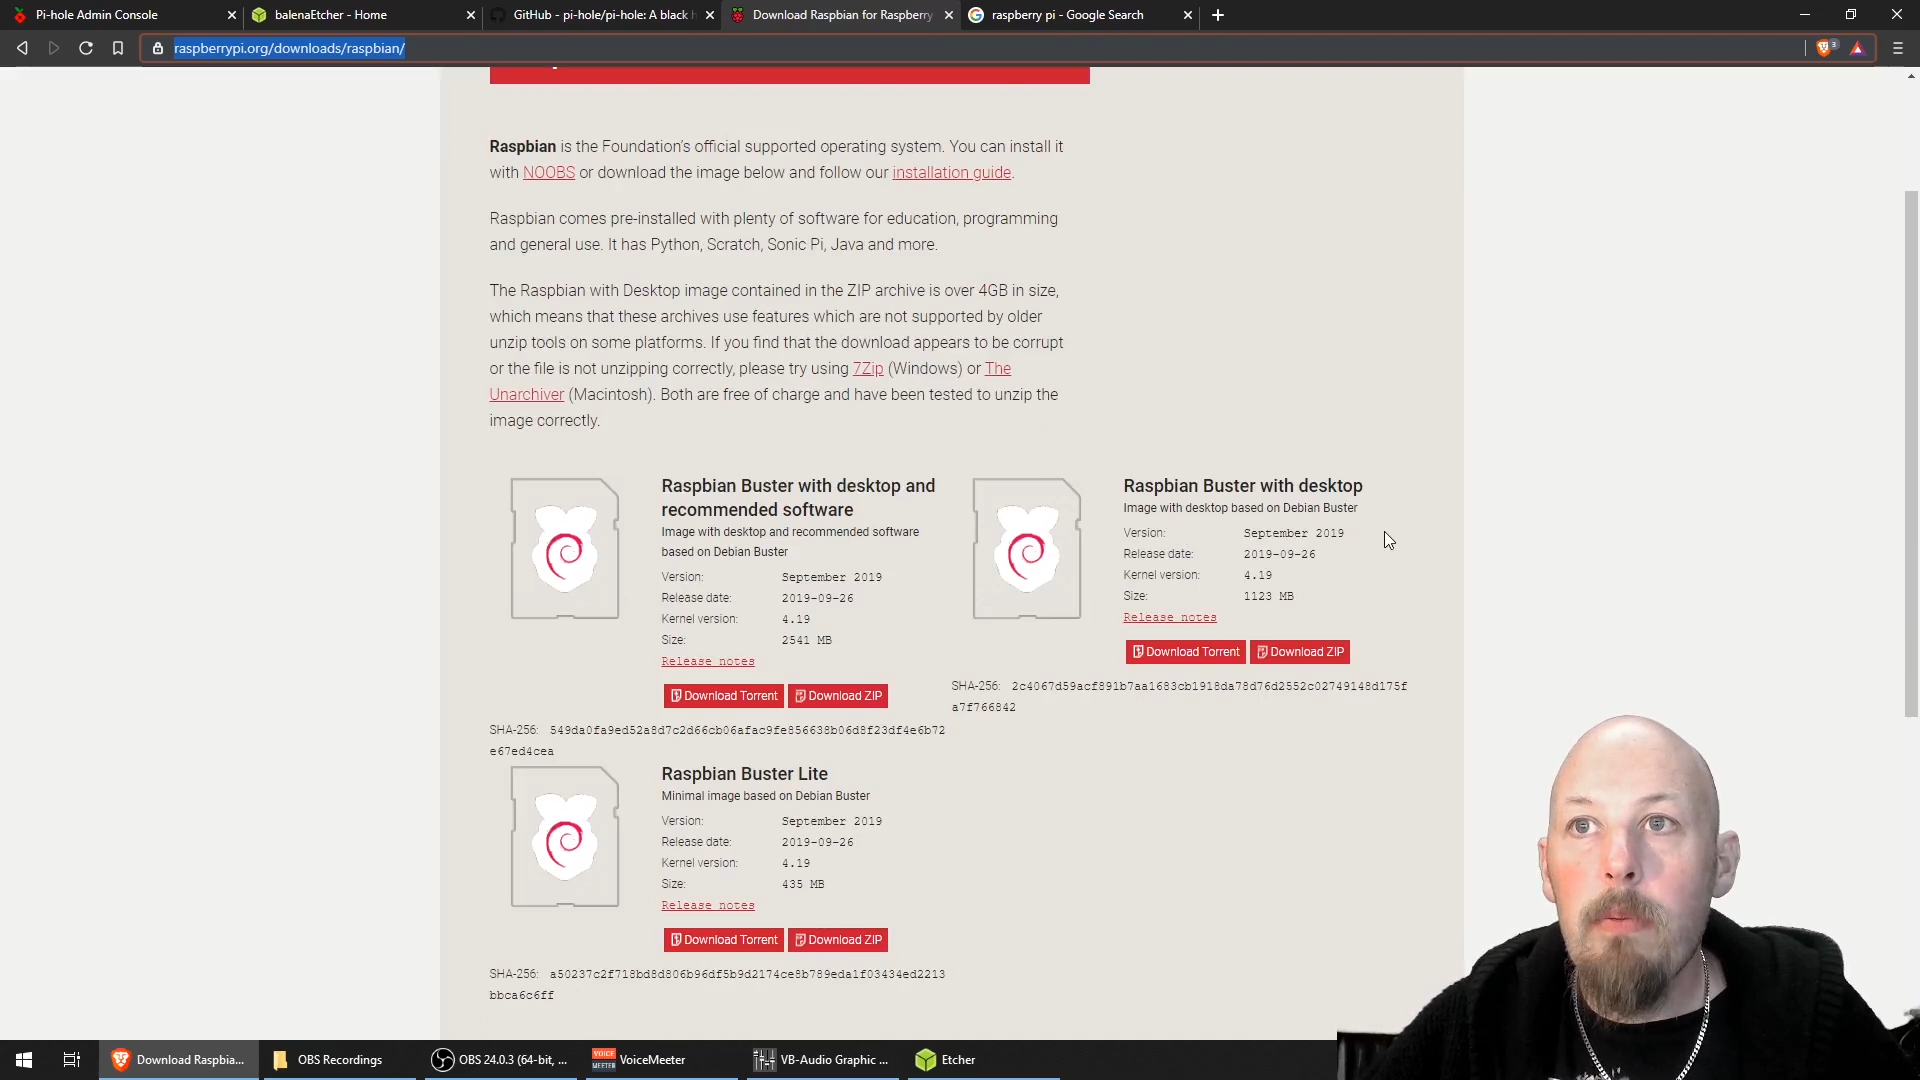 Pi-hole Admin Console
balenaEtcher - Home
GitHub - pi-hole/pi-hole: A black h
Download Raspbian for Raspberry
raspberry pi - Google Search
raspberrypi.org/downloads/raspbian/
3
Raspbian is the Foundation's official supported operating system. You can install it
with NOOBS or download the image below and follow our installation guide.
Raspbian comes pre-installed with plenty of software for education, programming
and general use. It has Python, Scratch, Sonic Pi, Java and more.
The Raspbian with Desktop image contained in the ZIP archive is over 4GB in size,
which means that these archives use features which are not supported by older
unzip tools on some platforms. If you find that the download appears to be corrupt
or the file is not unzipping correctly, please try using 7Zip (Windows) or The
Unarchiver (Macintosh). Both are free of charge and have been tested to unzip the
image correctly.
Raspbian Buster with desktop and
recommended software
Image with desktop and recommended software
based on Debian Buster
Version: September 2019
Release date: 2019-09-26
Kernel version: 4.19
Size: 2541 MB
Release notes
Download Torrent Download ZIP
SHA-256: 549da0fa9ed52a8d7c2d66cb06afac9fe856638b06d8f23df4e6b72
e67ed4cea
Raspbian Buster with desktop
Image with desktop based on Debian Buster
Version: September 2019
Release date: 2019-09-26
Kernel version: 4.19
Size: 1123 MB
Release notes
Download Torrent Download ZIP
SHA-256: 2c4067d59acf891b7aa1683cb1918da78d76d2552c02749148d175f
a7f766842
Raspbian Buster Lite
Minimal image based on Debian Buster
Version: September 2019
Release date: 2019-09-26
Kernel version: 4.19
Size: 435 MB
Release notes
Download Torrent Download ZIP
SHA-256: a50237c2f718bd8d806b96df5b9d2174ce8b789eda1f03434ed2213
bbca6c6ff
Download Raspbia...
OBS Recordings
OBS 24.0.3 (64-bit, ...
VOICE
MEETER
VoiceMeeter
VB-Audio Graphic ...
Etcher